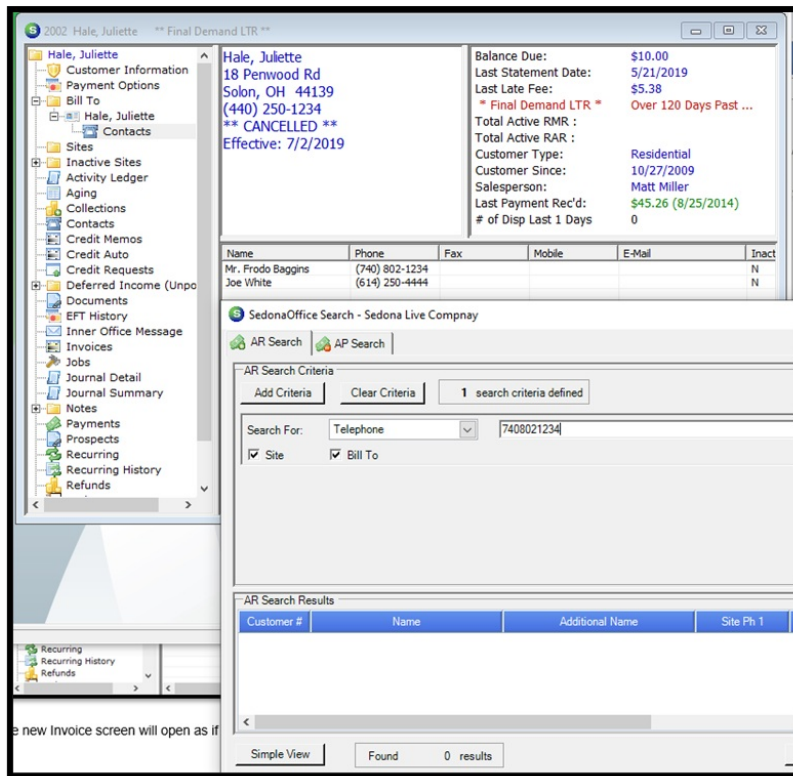 2002 Hale, Juliette ** Final Demand LTR **
Hale, Juliette
Customer Information
Payment Options
Bill To
Hale, Juliette
Contacts
Sites
Inactive Sites
Activity Ledger
Aging
Collections
Contacts
Credit Memos
Credit Auto
Credit Requests
Deferred Income (Unpo
Documents
EFT History
Inner Office Message
Invoices
Jobs
Journal Detail
Journal Summary
Notes
Payments
Prospects
Recurring
Recurring History
Refunds
Hale, Juliette
18 Penwood Rd
Solon, OH 44139
(440) 250-1234
** CANCELLED **
Effective: 7/2/2019
Balance Due: $10.00
Last Statement Date: 5/21/2019
Last Late Fee: $5.38
* Final Demand LTR * Over 120 Days Past ...
Total Active RMR :
Total Active RAR :
Customer Type: Residential
Customer Since: 10/27/2009
Salesperson: Matt Miller
Last Payment Rec'd: $45.26 (8/25/2014)
# of Disp Last 1 Days 0
Name Phone Fax Mobile E-Mail Inact
Mr. Frodo Baggins (740) 802-1234 N
Joe White (614) 250-4444 N
SedonaOffice Search - Sedona Live Compnay
AR Search AP Search
AR Search Criteria
Add Criteria Clear Criteria 1 search criteria defined
Search For: Telephone 7408021234
Site Bill To
AR Search Results
Customer # Name Additional Name Site Ph 1
Simple View Found 0 results
Recurring
Recurring History
Refunds
e new Invoice screen will open as if